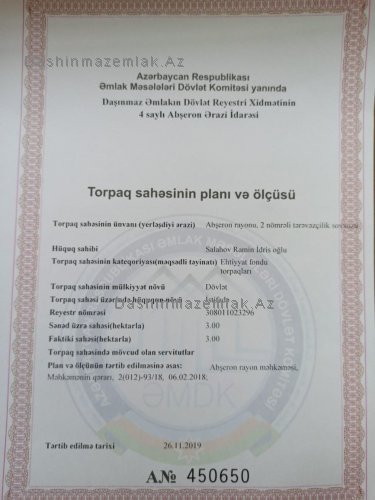 Dashinmazemlak.Az
Azərbaycan Respublikası
Əmlak Məsələləri Dövlət Komitəsi yanında
Daşınmaz Əmlakın Dövlət Reyestri Xidmətinin
4 saylı Abşeron Ərazi İdarəsi
Torpaq sahəsinin planı və ölçüsü
Torpaq sahəsinin ünvanı (yerləşdiyi ərazi) Abşeron rayonu, 2 nömrəli tərəvəzçilik sovxozu
Hüquq sahibi Salahov Ramin İdris oğlu
Torpaq sahəsinin kateqoriyası(məqsədli təyinatı) Ehtiyyat fondu
torpaqları
Torpaq sahəsinin mülkiyyət növü Dövlət
Torpaq sahəsi üzərində hüququn növü İstifadə
Dashinmazemlak.Az
Reyestr nömrəsi 308011023296
Sənəd üzrə sahəsi(hektarla) 3.00
Faktiki sahəsi(hektarla) 3.00
Torpaq sahəsində mövcud olan servitutlar
Plan və ölçünün tərtib edilməsinə əsas: Abşeron rayon məhkəməsi,
Məhkəmənin qərarı, 2(012)-93/18, 06.02.2018;
ƏMDK
Tərtib edilmə tarixi 26.11.2019
Dashinmazemlak.Az
A№ 450650